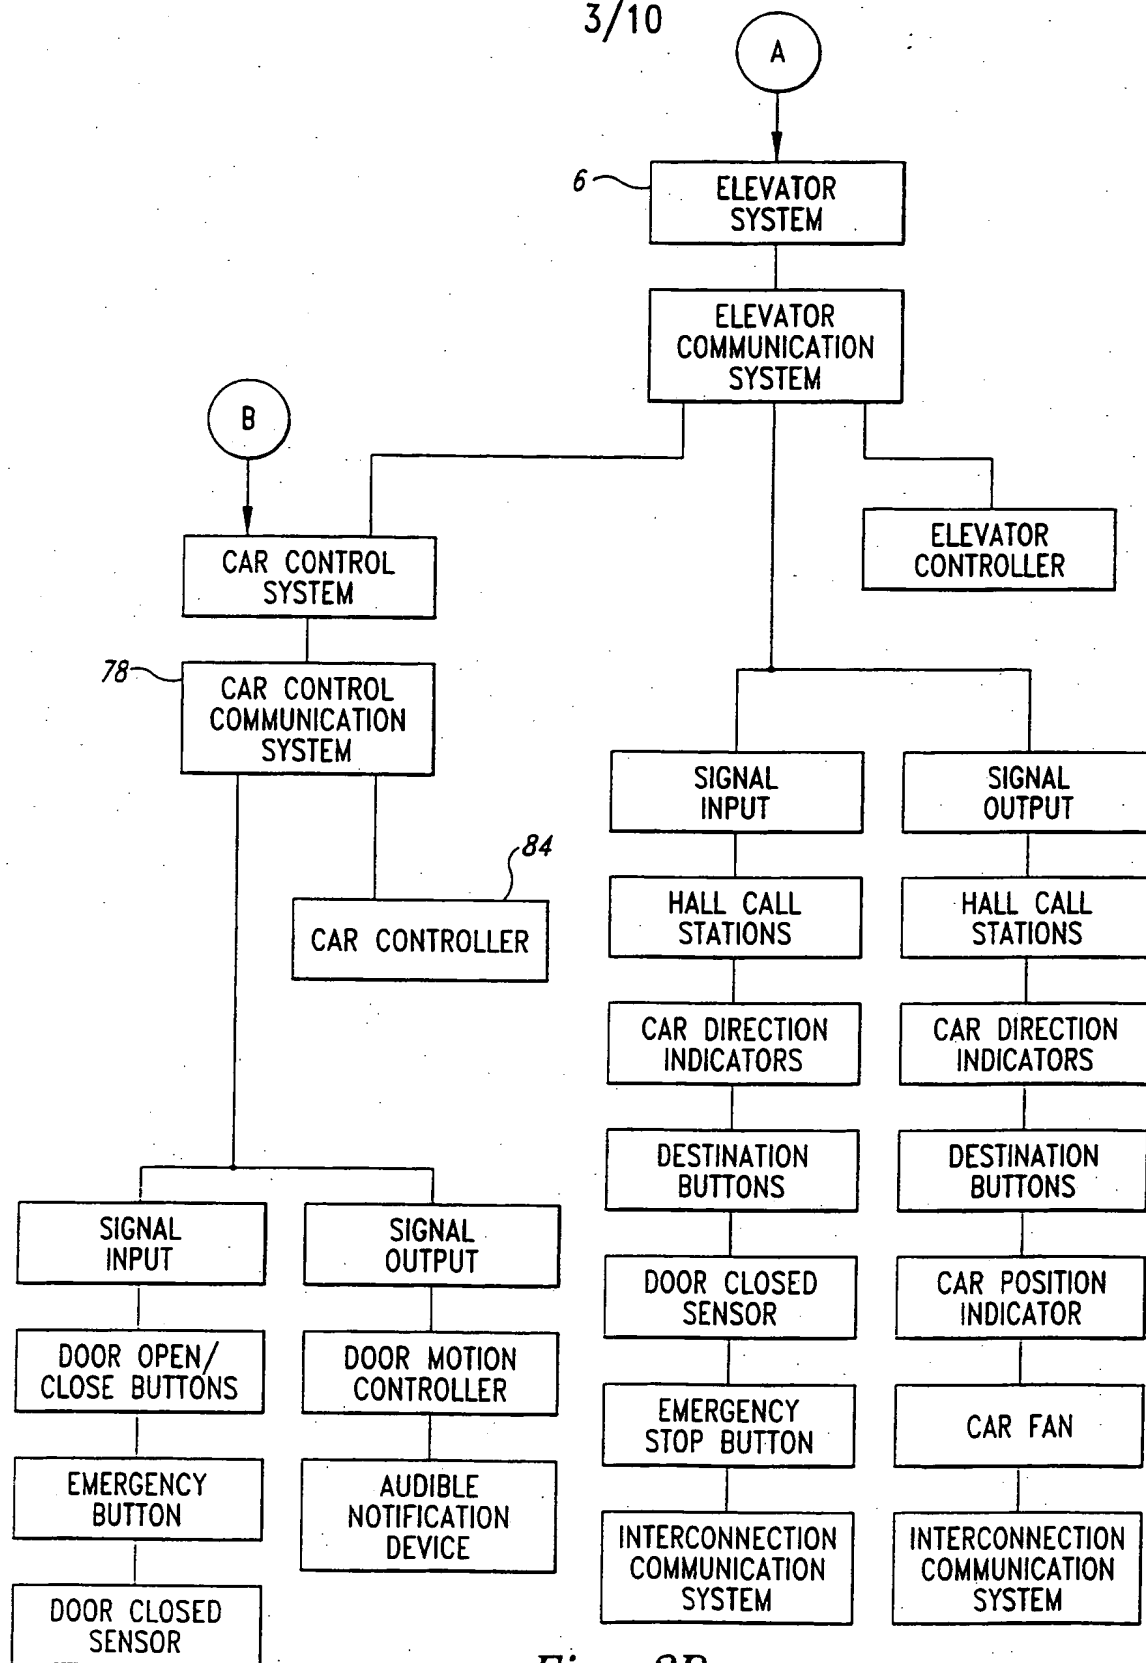 3/10
A
6
ELEVATOR
SYSTEM
ELEVATOR
COMMUNICATION
SYSTEM
B
ELEVATOR
CONTROLLER
CAR CONTROL
SYSTEM
78
CAR CONTROL
COMMUNICATION
SYSTEM
84
CAR CONTROLLER
SIGNAL
INPUT
DOOR OPEN/
CLOSE BUTTONS
EMERGENCY
BUTTON
DOOR CLOSED
SENSOR
SIGNAL
OUTPUT
DOOR MOTION
CONTROLLER
AUDIBLE
NOTIFICATION
DEVICE
SIGNAL
INPUT
HALL CALL
STATIONS
CAR DIRECTION
INDICATORS
DESTINATION
BUTTONS
DOOR CLOSED
SENSOR
EMERGENCY
STOP BUTTON
INTERCONNECTION
COMMUNICATION
SYSTEM
SIGNAL
OUTPUT
HALL CALL
STATIONS
CAR DIRECTION
INDICATORS
DESTINATION
BUTTONS
CAR POSITION
INDICATOR
CAR FAN
INTERCONNECTION
COMMUNICATION
SYSTEM